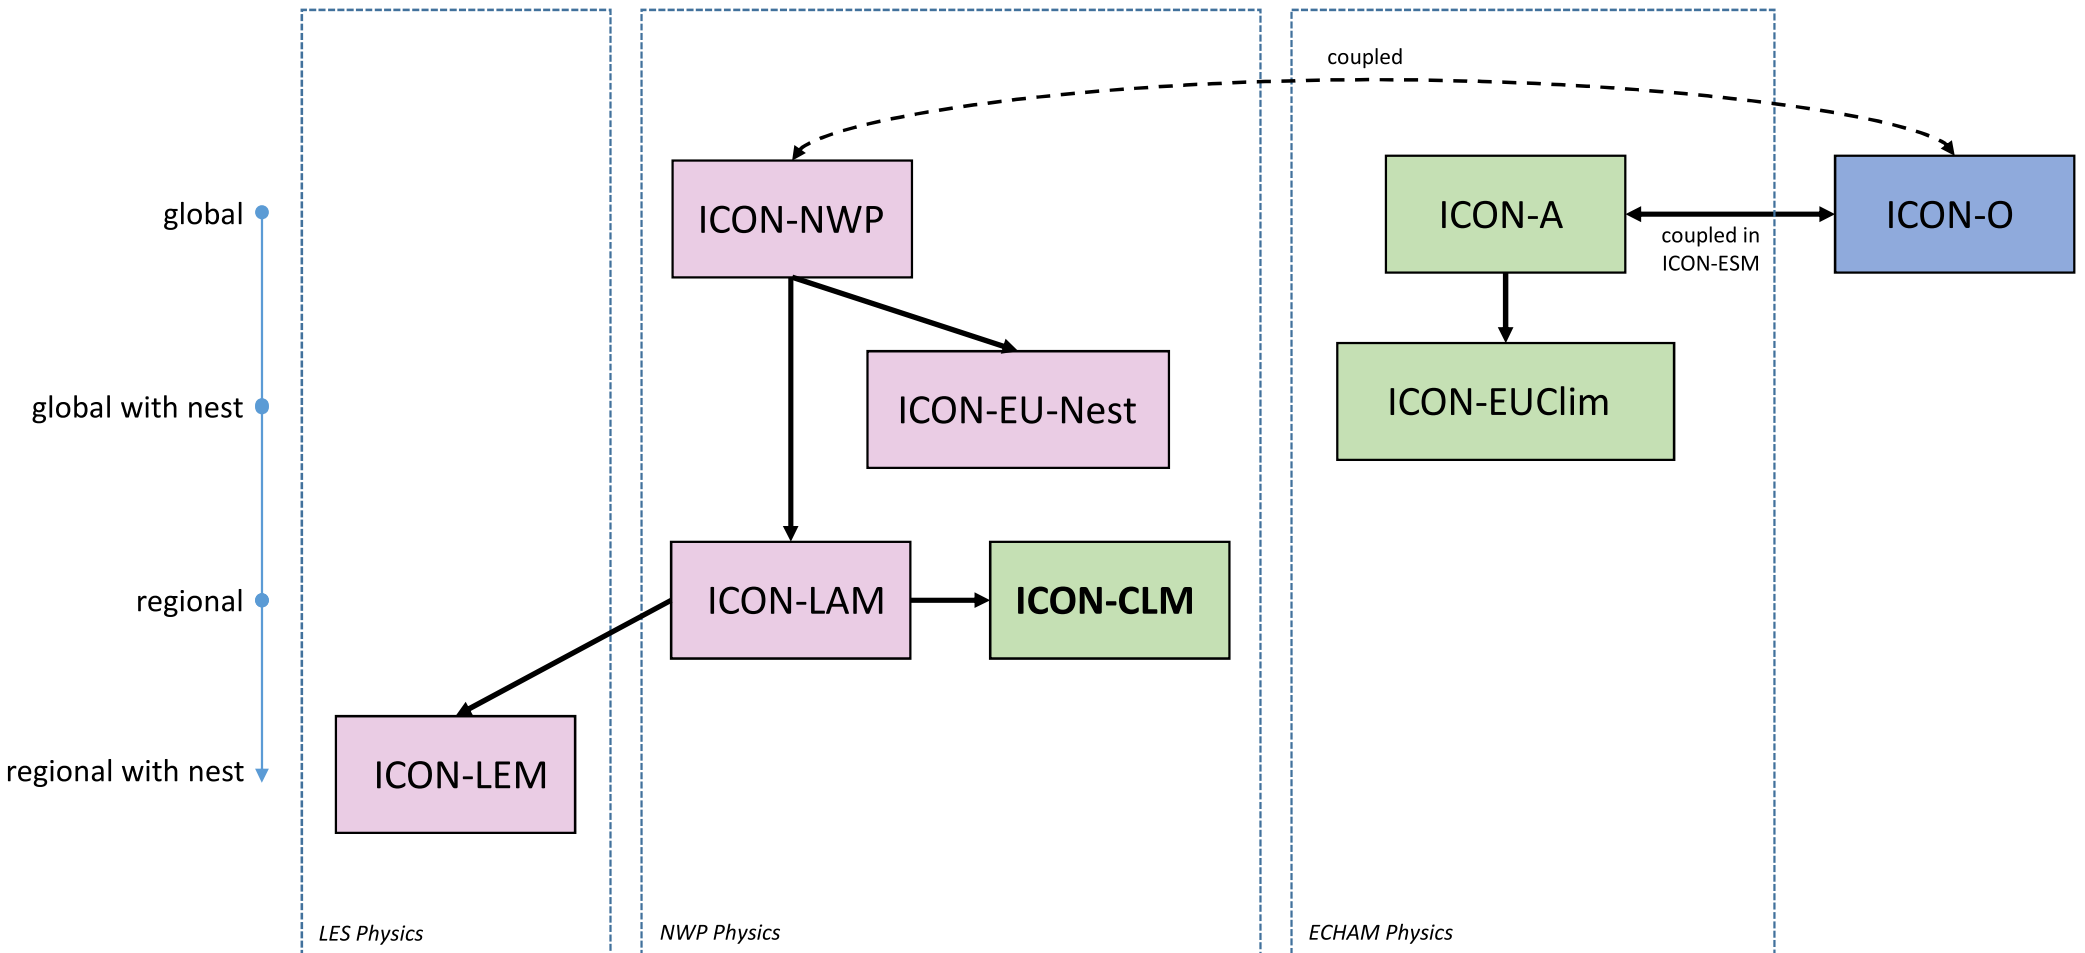 coupled
global
ICON-NWP
ICON-A
coupled in
ICON-ESM
ICON-O
global with nest
ICON-EU-Nest
ICON-EUClim
regional
ICON-LAM
ICON-CLM
regional with nest
ICON-LEM
LES Physics
NWP Physics
ECHAM Physics